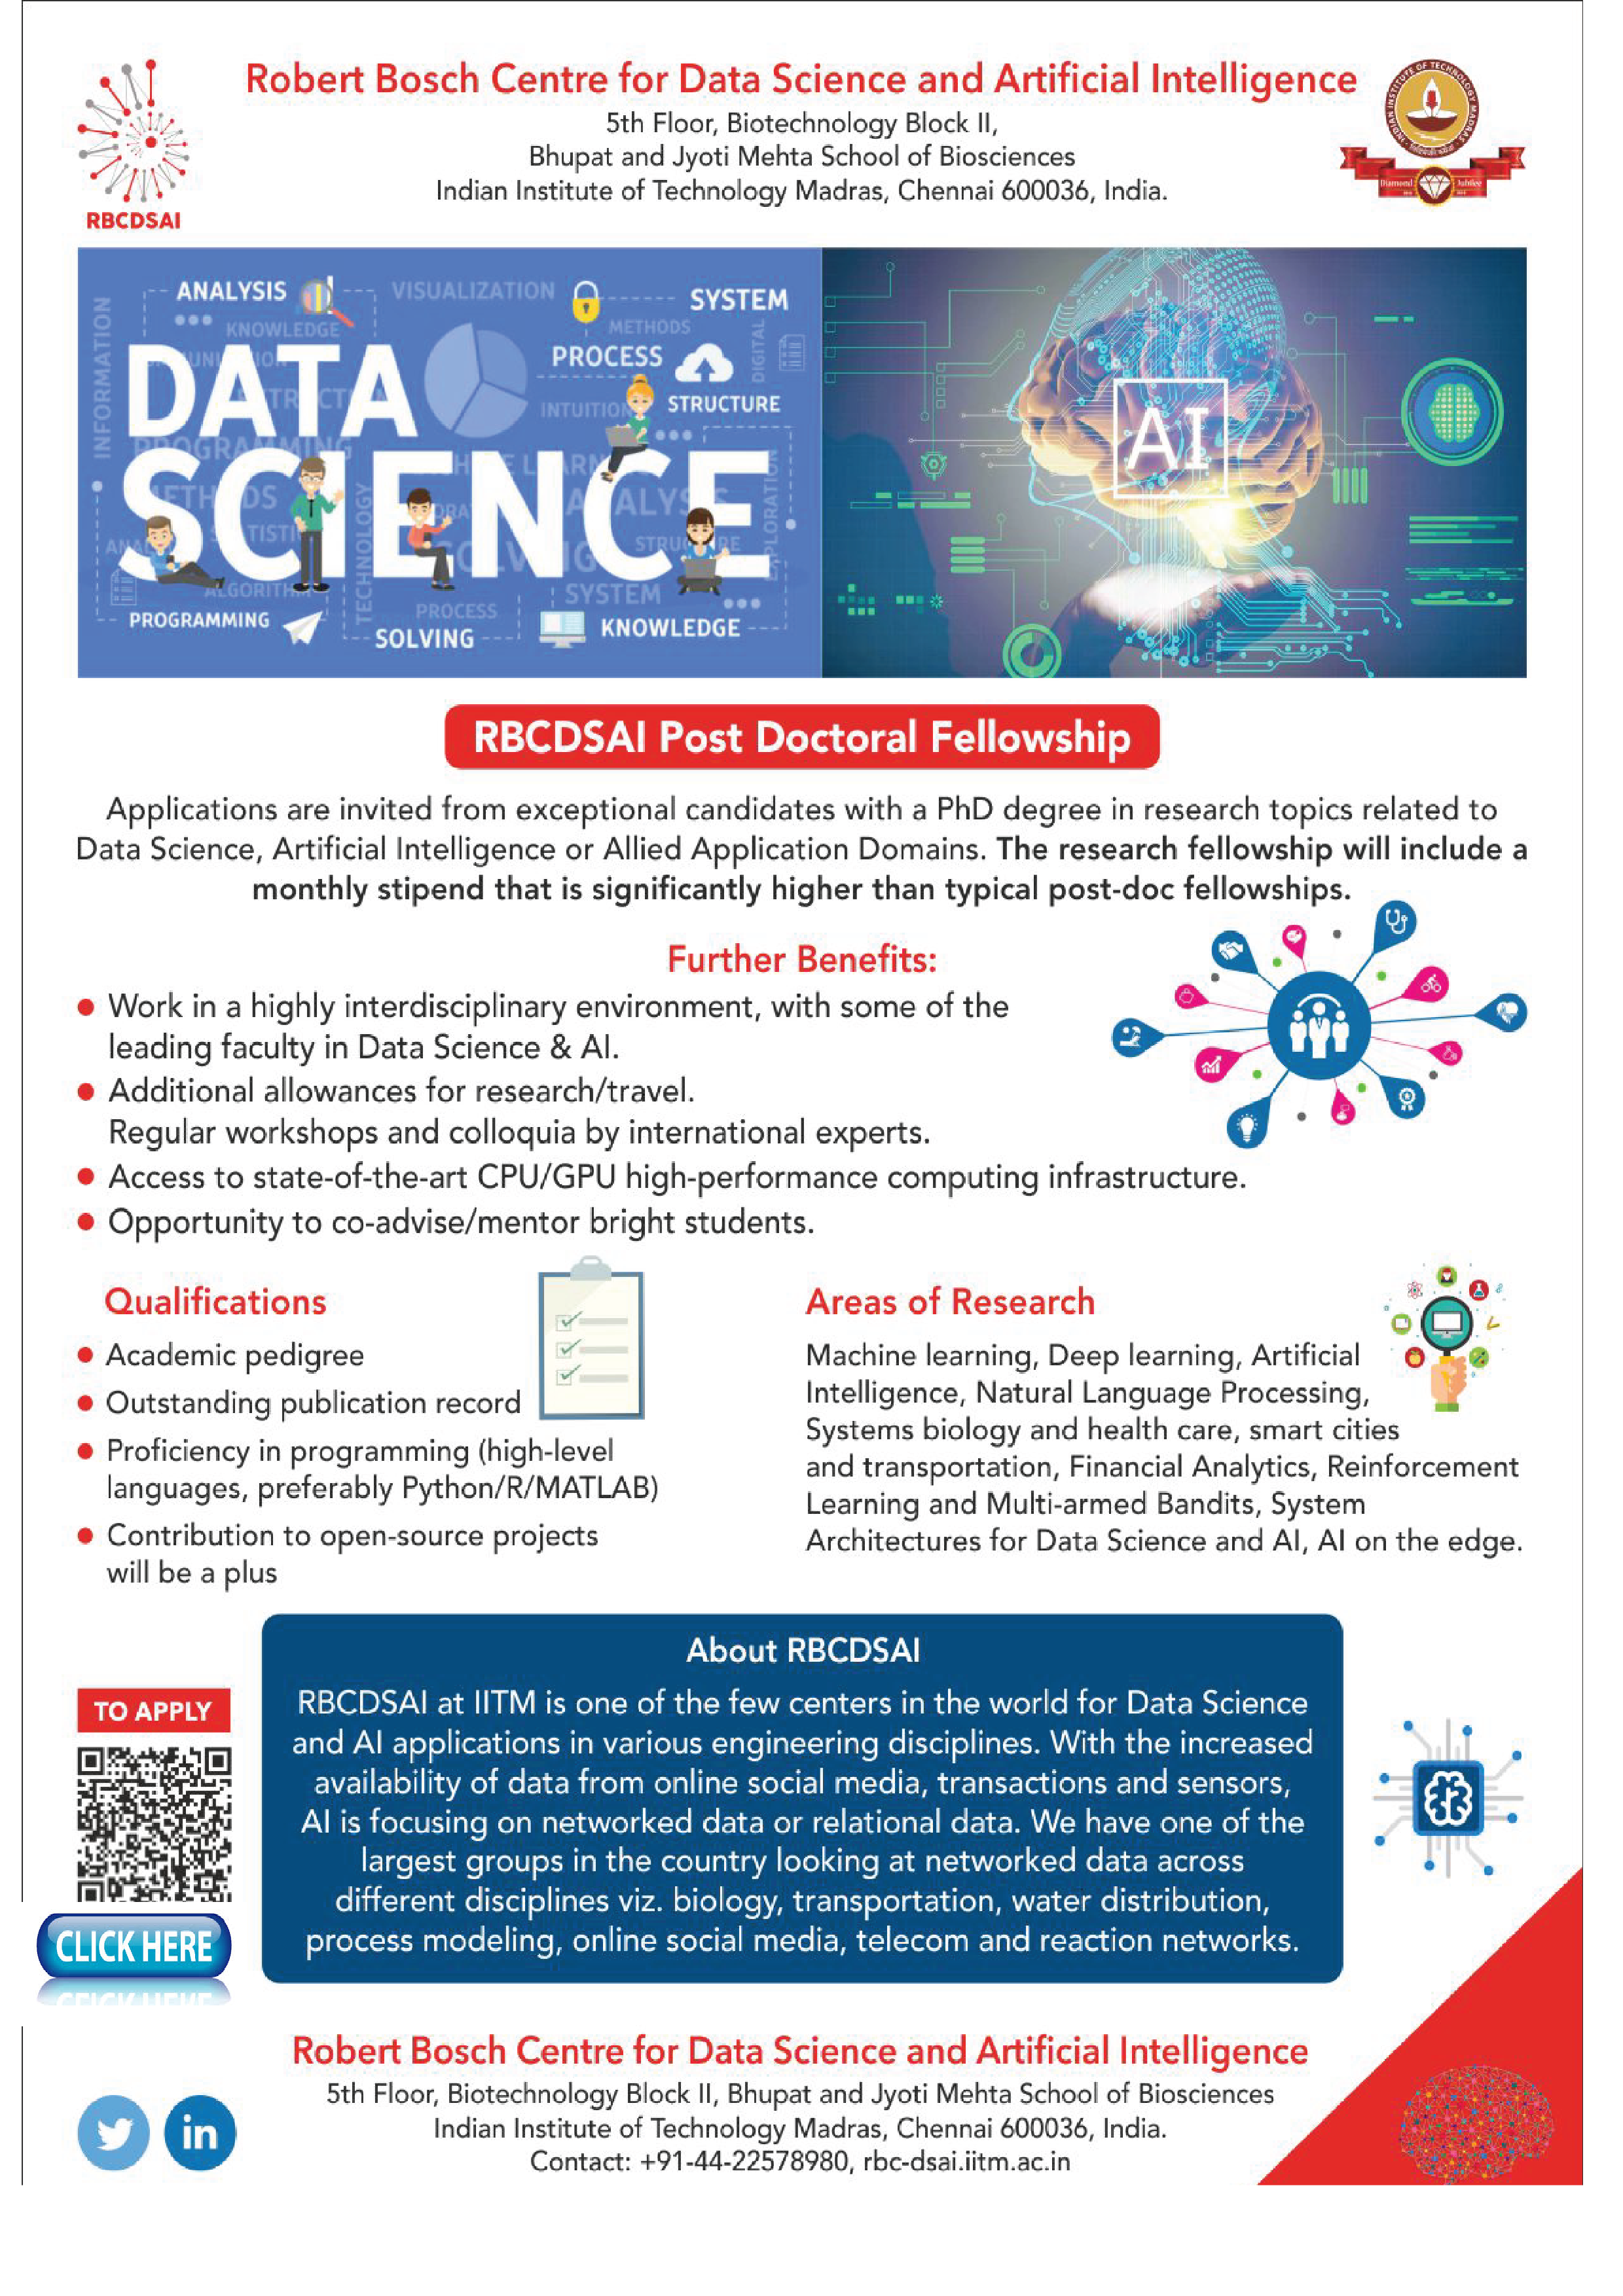 Robert Bosch Centre for Data Science and Artificial Intelligence
5th Floor, Biotechnology Block II,
Bhupat and Jyoti Mehta School of Biosciences
Indian Institute of Technology Madras, Chennai 600036, India.
RBCDSAI
INDIAN INSTITUTE OF TECHNOLOGY MADRAS
Diamond Jubilee
ANALYSIS
VISUALIZATION
SYSTEM
KNOWLEDGE
METHODS
INFORMATION
PROCESS
DIGITAL
DATA
INTUITION
STRUCTURE
PROGRAMMING
SCIENCE
TECHNOLOGY
SYSTEM
PROGRAMMING
PROCESS
SOLVING
KNOWLEDGE
AI
RBCDSAI Post Doctoral Fellowship
Applications are invited from exceptional candidates with a PhD degree in research topics related to
Data Science, Artificial Intelligence or Allied Application Domains. The research fellowship will include a
monthly stipend that is significantly higher than typical post-doc fellowships.
Further Benefits:
● Work in a highly interdisciplinary environment, with some of the
leading faculty in Data Science & AI.
● Additional allowances for research/travel.
Regular workshops and colloquia by international experts.
● Access to state-of-the-art CPU/GPU high-performance computing infrastructure.
● Opportunity to co-advise/mentor bright students.
Qualifications
● Academic pedigree
● Outstanding publication record
● Proficiency in programming (high-level
languages, preferably Python/R/MATLAB)
● Contribution to open-source projects
will be a plus
Areas of Research
Machine learning, Deep learning, Artificial
Intelligence, Natural Language Processing,
Systems biology and health care, smart cities
and transportation, Financial Analytics, Reinforcement
Learning and Multi-armed Bandits, System
Architectures for Data Science and AI, AI on the edge.
About RBCDSAI
RBCDSAI at IITM is one of the few centers in the world for Data Science
and AI applications in various engineering disciplines. With the increased
availability of data from online social media, transactions and sensors,
AI is focusing on networked data or relational data. We have one of the
largest groups in the country looking at networked data across
different disciplines viz. biology, transportation, water distribution,
process modeling, online social media, telecom and reaction networks.
TO APPLY
CLICK HERE
Robert Bosch Centre for Data Science and Artificial Intelligence
5th Floor, Biotechnology Block II, Bhupat and Jyoti Mehta School of Biosciences
Indian Institute of Technology Madras, Chennai 600036, India.
Contact: +91-44-22578980, rbc-dsai.iitm.ac.in
in